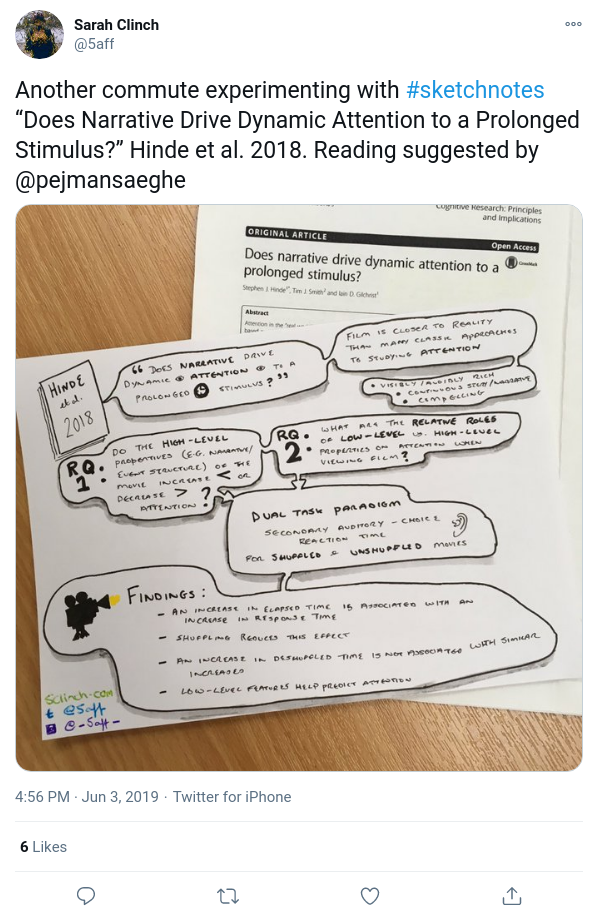 Sarah Clinch
@5aff
Another commute experimenting with #sketchnotes
“Does Narrative Drive Dynamic Attention to a Prolonged
Stimulus?” Hinde et al. 2018. Reading suggested by
@pejmansaeghe
Cognitive Research: Principles
and Implications
ORIGINAL ARTICLE
Open Access
Does narrative drive dynamic attention to a
prolonged stimulus?
CrossMark
Stephen J. Hinde*, Tim J. Smith and Iain D. Gilchrist
Abstract
Attention in the
based
HINDE
et al.
2018
“ DOES NARRATIVE DRIVE
DYNAMIC ATTENTION TO A
PROLONGED STIMULUS? ”
FILM IS CLOSER TO REALITY
THAN MANY CLASSIC APPROACHES
TO STUDYING ATTENTION
• VISIBLY/AUDIBLY RICH
• CONTINUOUS STORY/NARRATIVE
• COMPELLING
RQ
1:
DO THE HIGH-LEVEL
PROPERTIES (E.G. NARRATIVE/
EVENT STRUCTURE) OF THE
MOVIE INCREASE < OR
DECREASE > ?
ATTENTION?
RQ.
2:
WHAT ARE THE RELATIVE ROLES
OF LOW-LEVEL vs. HIGH-LEVEL
PROPERTIES ON ATTENTION WHEN
VIEWING FILM?
DUAL TASK PARADIGM
SECONDARY AUDITORY-CHOICE
REACTION TIME
FOR SHUFFLED & UNSHUFFLED MOVIES
FINDINGS:
– AN INCREASE IN ELAPSED TIME IS ASSOCIATED WITH AN
INCREASE IN RESPONSE TIME
– SHUFFLING REDUCES THIS EFFECT
– AN INCREASE IN DESHUFFLED TIME IS NOT ASSOCIATED WITH SIMILAR
INCREASES
– LOW-LEVEL FEATURES HELP PREDICT ATTENTION
sclinch.com
t @5aff
@-5aff-
4:56 PM · Jun 3, 2019 · Twitter for iPhone
6 Likes